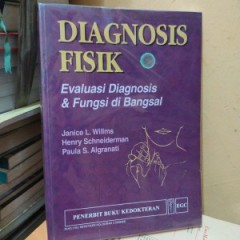 DIAGNOSIS
FISIK
Evaluasi Diagnosis
& Fungsi di Bangsal
Janice L. Willms
Henry Schneiderman
Paula S. Algranati
PENERBIT BUKU KEDOKTERAN
EGC